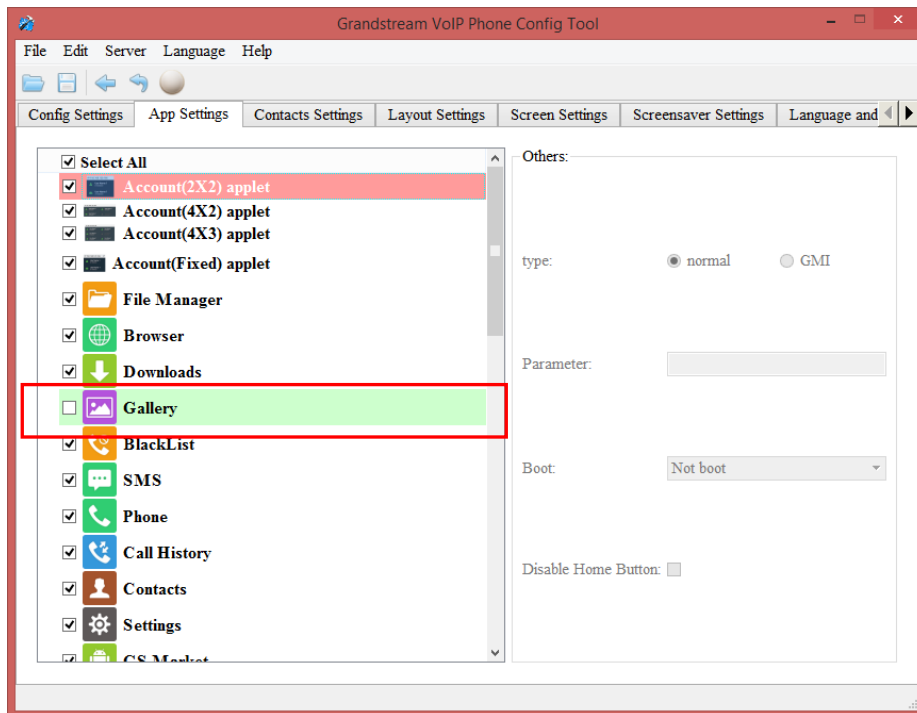 Grandstream VoIP Phone Config Tool
File Edit Server Language Help
Config Settings App Settings Contacts Settings Layout Settings Screen Settings Screensaver Settings Language and
Select All
Account(2X2) applet
Account(4X2) applet
Account(4X3) applet
Account(Fixed) applet
File Manager
Browser
Downloads
Gallery
BlackList
SMS
Phone
Call History
Contacts
Settings
GS Market
Others:
type: normal GMI
Parameter:
Boot: Not boot
Disable Home Button: